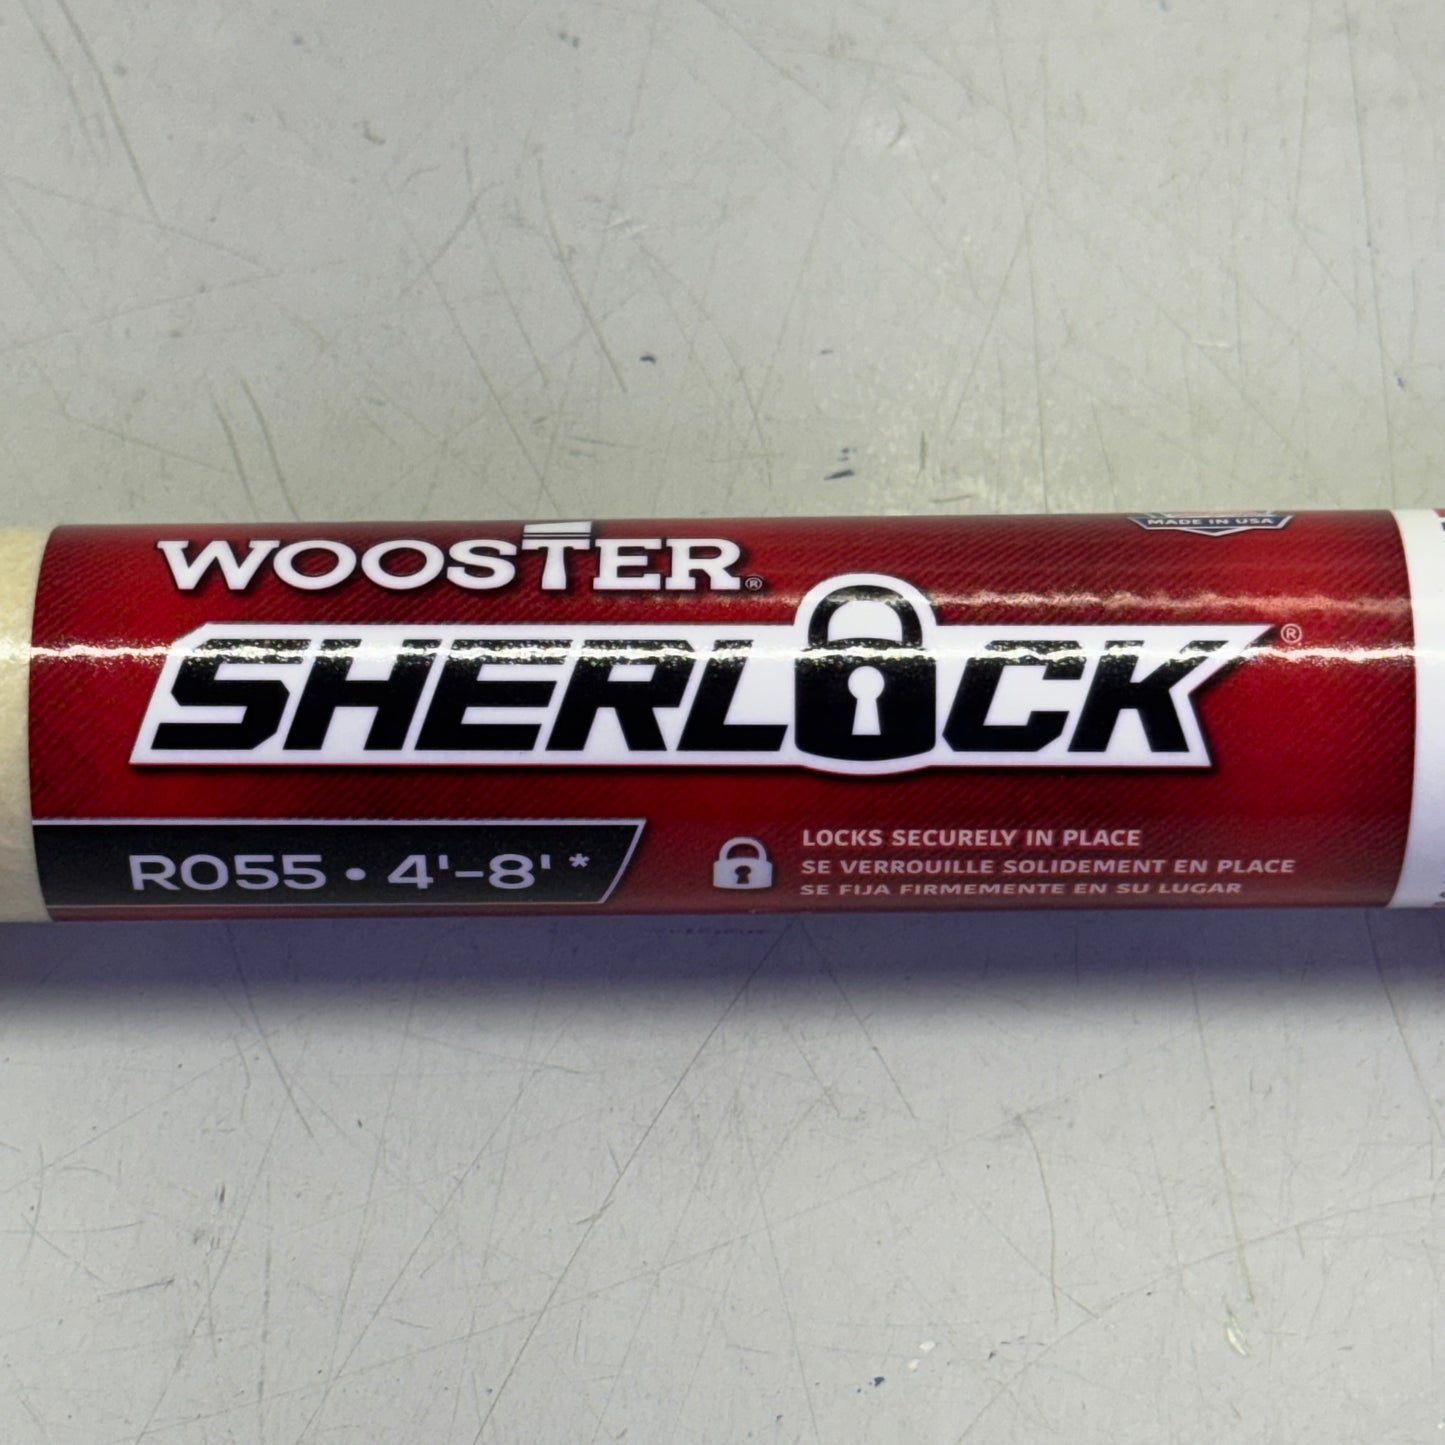 MADE IN USA
WOOSTER®
SHERLOCK®
R055 • 4'-8' *
LOCKS SECURELY IN PLACE
SE VERROUILLE SOLIDEMENT EN PLACE
SE FIJA FIRMEMENTE EN SU LUGAR